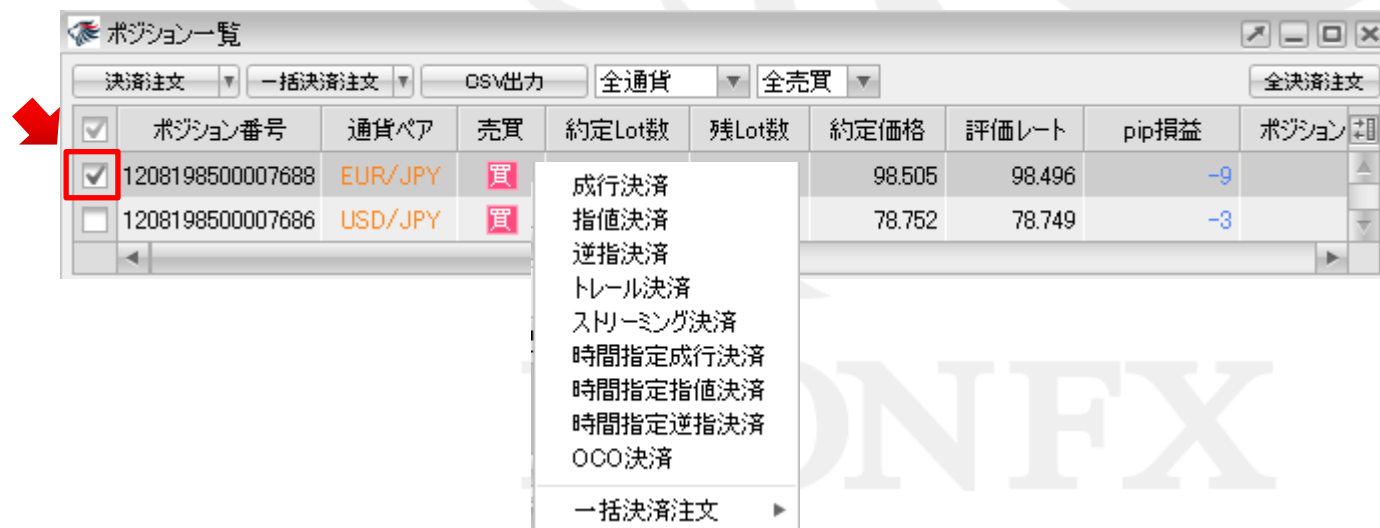 ポジション一覧
決済注文 一括決済注文 CSV出力 全通貨 全売買 全決済注文
ポジション番号 通貨ペア 売買 約定Lot数 残Lot数 約定価格 評価レート pip損益 ポジション
1208198500007688 EUR/JPY 買 98.505 98.496 -9
1208198500007686 USD/JPY 買 78.752 78.749 -3
成行決済
指値決済
逆指決済
トレール決済
ストリーミング決済
時間指定成行決済
時間指定指値決済
時間指定逆指決済
OCO決済
一括決済注文